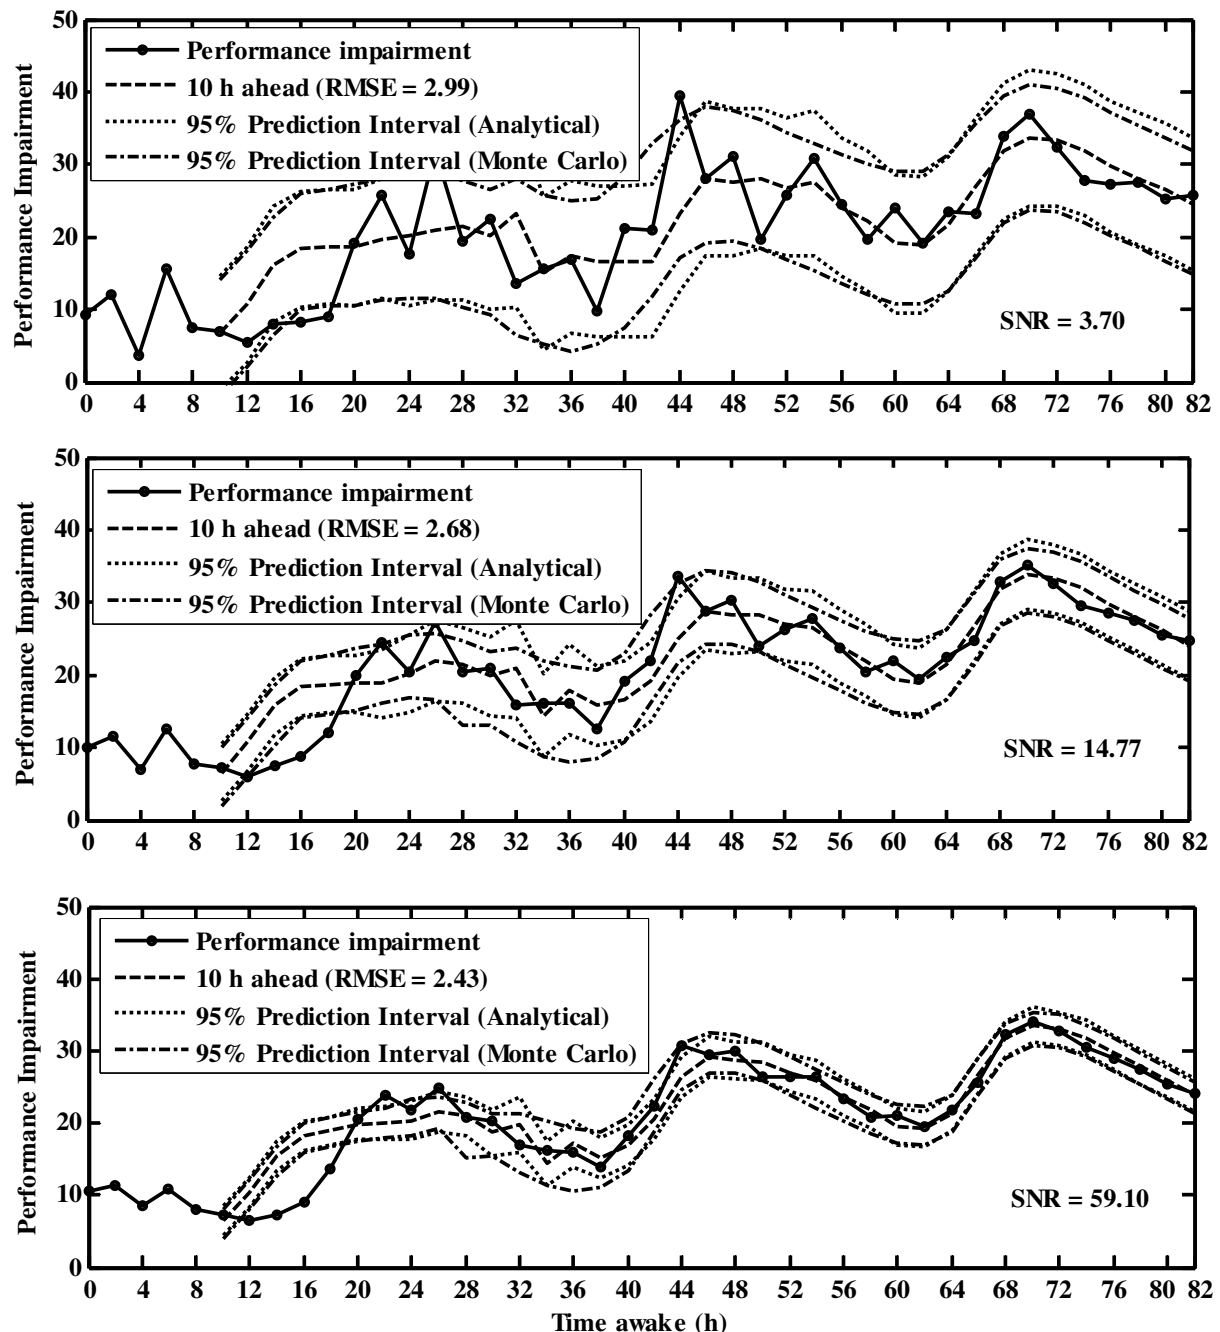 50
40
30
20
10
0
Performance Impairment
Performance impairment
10 h ahead (RMSE = 2.99)
95% Prediction Interval (Analytical)
95% Prediction Interval (Monte Carlo)
SNR = 3.70
0 4 8 12 16 20 24 28 32 36 40 44 48 52 56 60 64 68 72 76 80 82
50
40
30
20
10
0
Performance Impairment
Performance impairment
10 h ahead (RMSE = 2.68)
95% Prediction Interval (Analytical)
95% Prediction Interval (Monte Carlo)
SNR = 14.77
0 4 8 12 16 20 24 28 32 36 40 44 48 52 56 60 64 68 72 76 80 82
50
40
30
20
10
0
Performance Impairment
Performance impairment
10 h ahead (RMSE = 2.43)
95% Prediction Interval (Analytical)
95% Prediction Interval (Monte Carlo)
SNR = 59.10
0 4 8 12 16 20 24 28 32 36 40 44 48 52 56 60 64 68 72 76 80 82
Time awake (h)